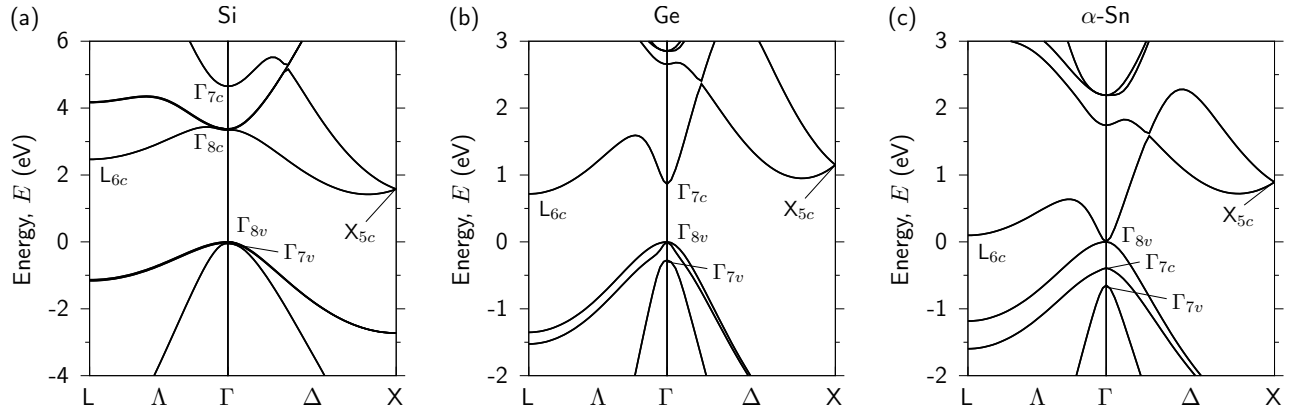 (a)
Si
Energy, E (eV)
6
4
2
0
-2
-4
Γ7c
Γ8c
L6c
X5c
Γ8v
Γ7v
L
Λ
Γ
Δ
X
(b)
Ge
Energy, E (eV)
3
2
1
0
-1
-2
Γ7c
L6c
X5c
Γ8v
Γ7v
L
Λ
Γ
Δ
X
(c)
α-Sn
Energy, E (eV)
3
2
1
0
-1
-2
X5c
L6c
Γ8v
Γ7c
Γ7v
L
Λ
Γ
Δ
X